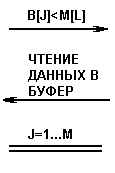 B[J]<M[L]
ЧТЕНИЕ
ДАННЫХ В
БУФЕР
J=1...M